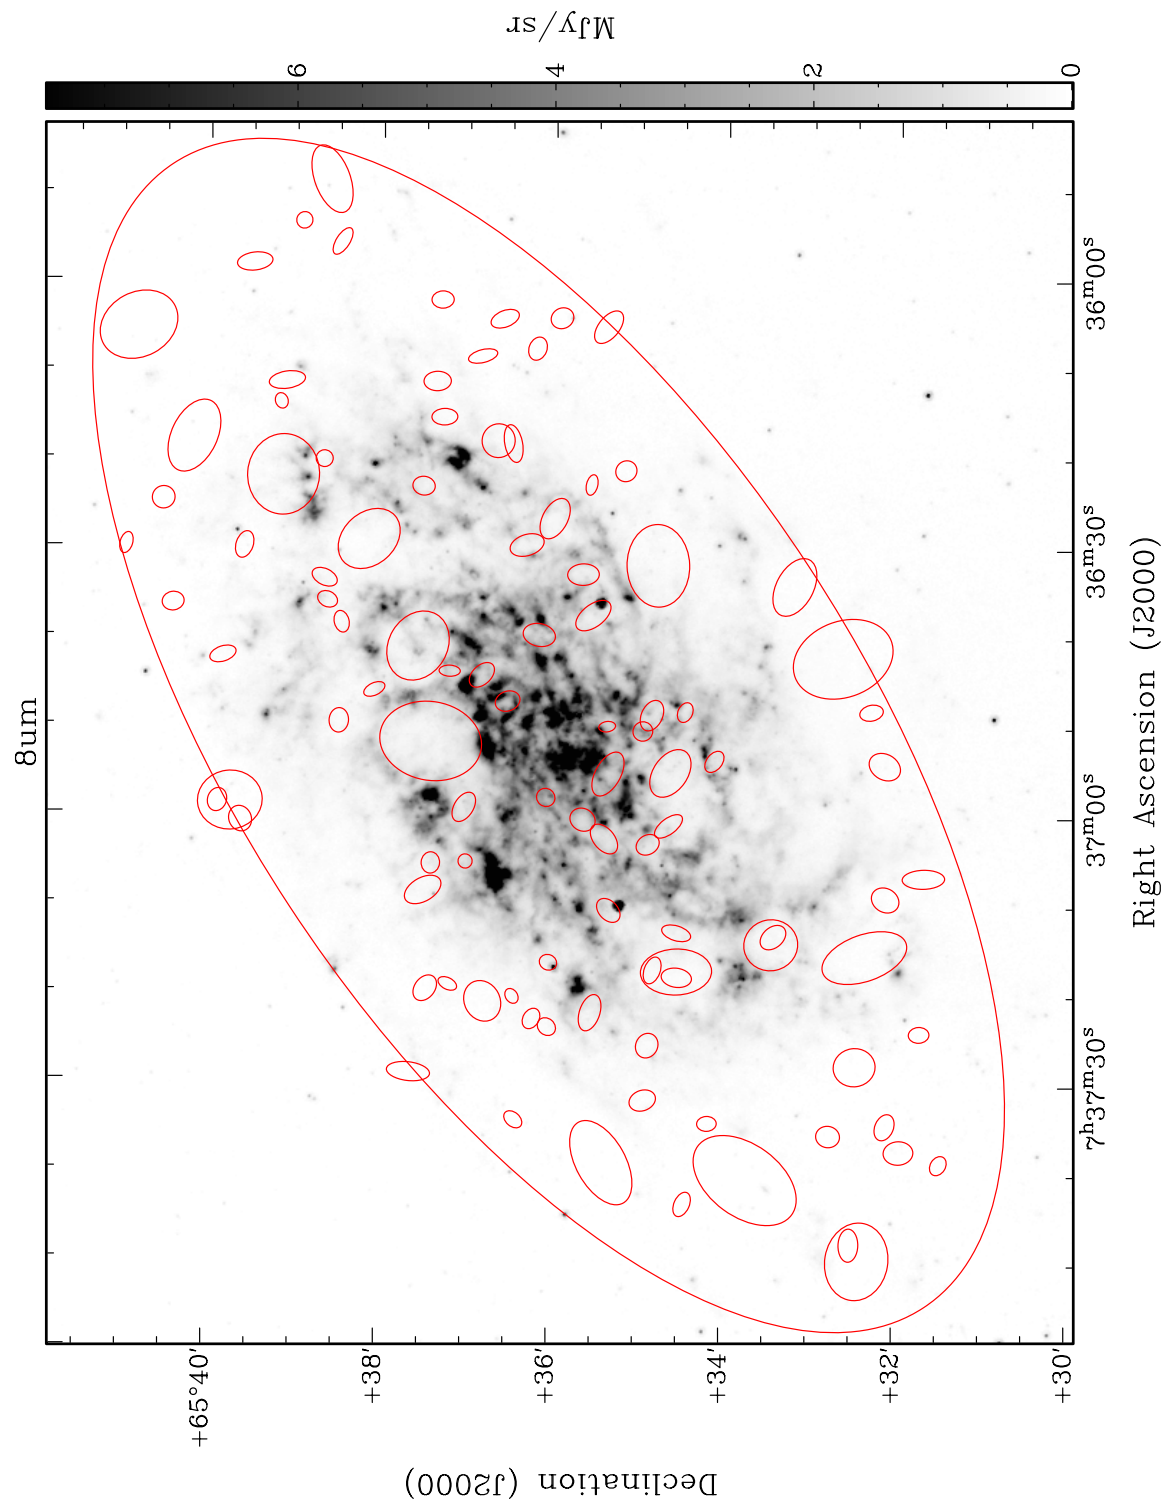 8um
MJy/sr
0
2
4
6
36ᵐ00ˢ
36ᵐ30ˢ
37ᵐ00ˢ
7ʰ37ᵐ30ˢ
Right Ascension (J2000)
+65°40′
+38′
+36′
+34′
+32′
+30′
Declination (J2000)